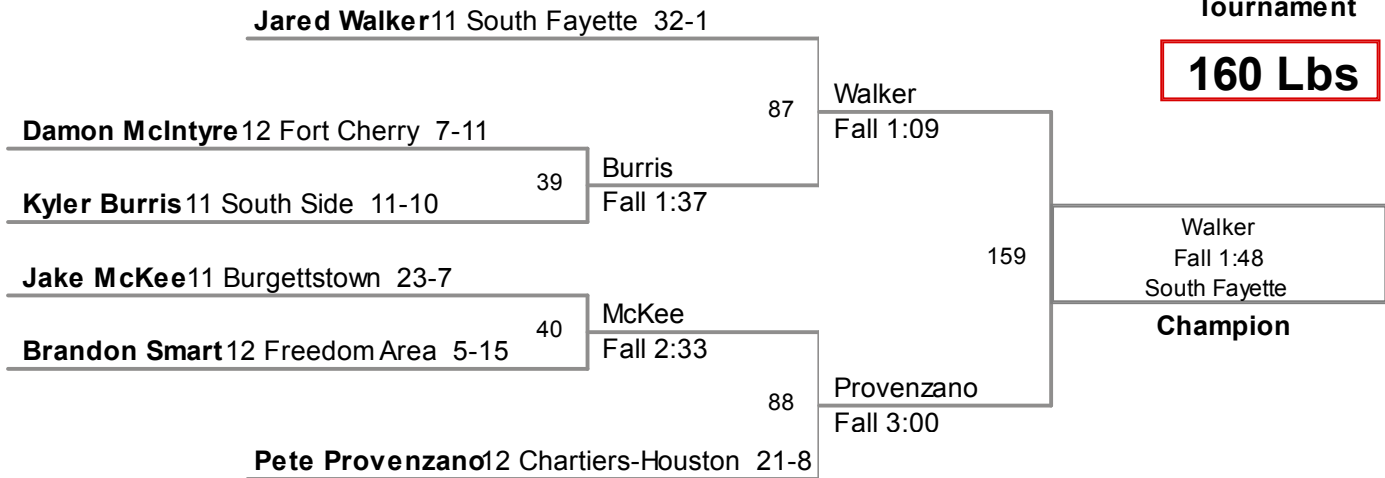 Tournament
160 Lbs
Jared Walker 11 South Fayette 32-1
87
Walker
Fall 1:09
Damon McIntyre 12 Fort Cherry 7-11
39
Burris
Fall 1:37
Kyler Burris 11 South Side 11-10
159
Walker
Fall 1:48
South Fayette
Champion
Jake McKee 11 Burgettstown 23-7
40
McKee
Fall 2:33
Brandon Smart 12 Freedom Area 5-15
88
Provenzano
Fall 3:00
Pete Provenzano 12 Chartiers-Houston 21-8